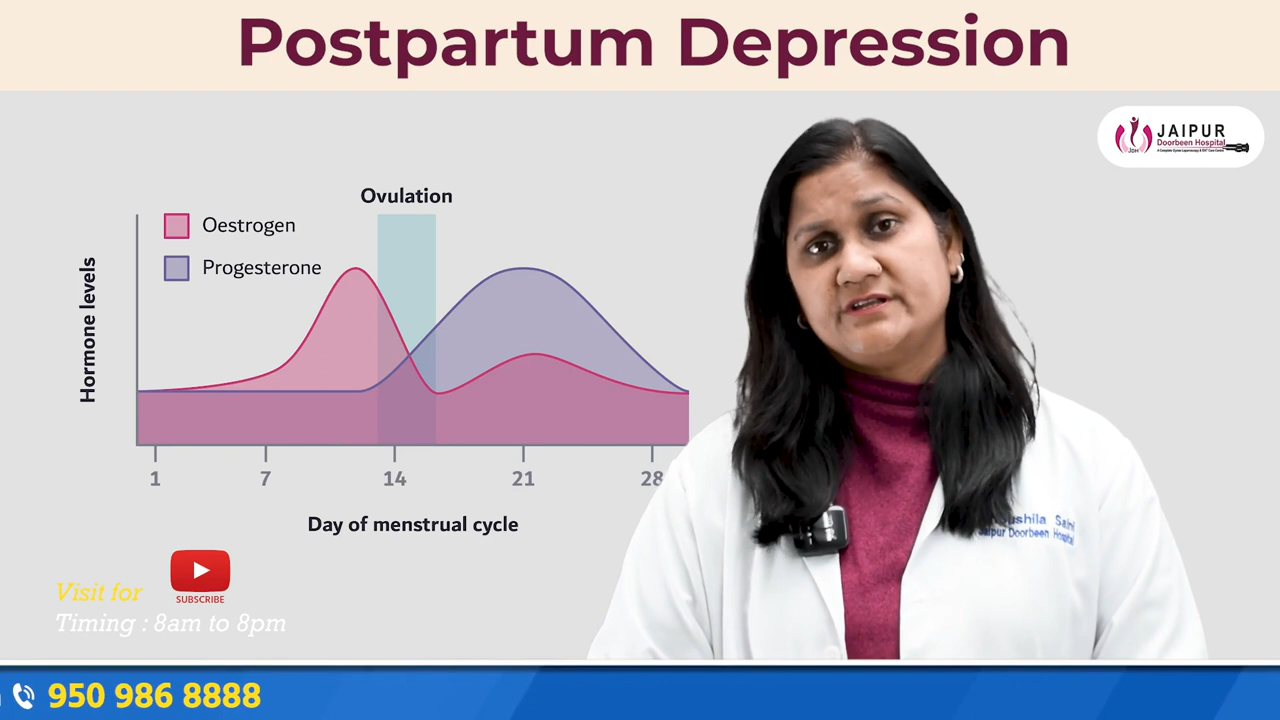 Postpartum Depression
JAIPUR
Doorbeen Hospital
Ovulation
Oestrogen
Progesterone
Hormone levels
1 7 14 21 28
Day of menstrual cycle
Jaipur Doorbeen Hospital
SUBSCRIBE
Visit for
Timing : 8am to 8pm
950 986 8888